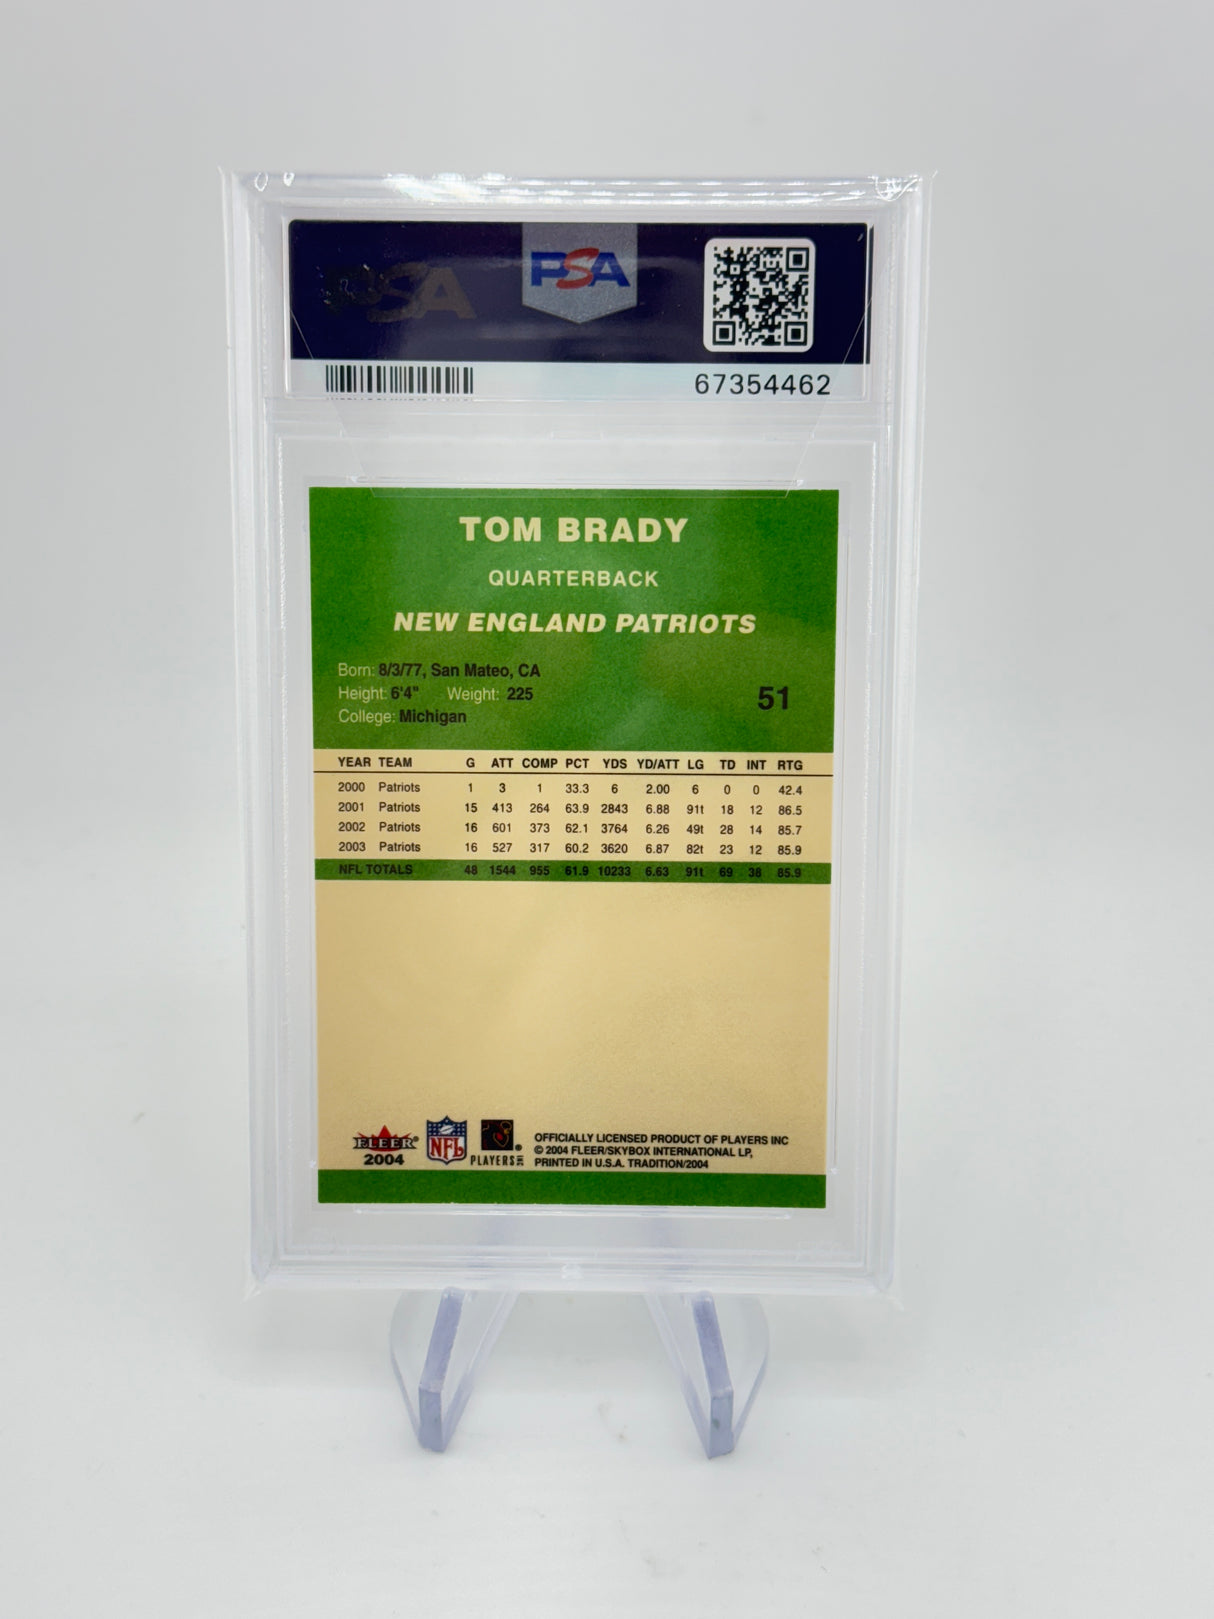 PSA PSA
67354462
TOM BRADY
QUARTERBACK
NEW ENGLAND PATRIOTS
Born: 8/3/77, San Mateo, CA
Height: 6'4" Weight: 225
51
College: Michigan
YEAR TEAM G ATT COMP PCT YDS YD/ATT LG TD INT RTG
2000 Patriots 1 3 1 33.3 6 2.00 6 0 0 42.4
2001 Patriots 15 413 264 63.9 2843 6.88 91t 18 12 86.5
2002 Patriots 16 601 373 62.1 3764 6.26 49t 28 14 85.7
2003 Patriots 16 527 317 60.2 3620 6.87 82t 23 12 85.9
NFL TOTALS 48 1544 955 61.9 10233 6.63 91t 69 38 85.9
FLEER®
2004
NFL
PLAYERS INC
®
OFFICIALLY LICENSED PRODUCT OF PLAYERS INC
© 2004 FLEER/SKYBOX INTERNATIONAL LP,
PRINTED IN U.S.A. TRADITION/2004